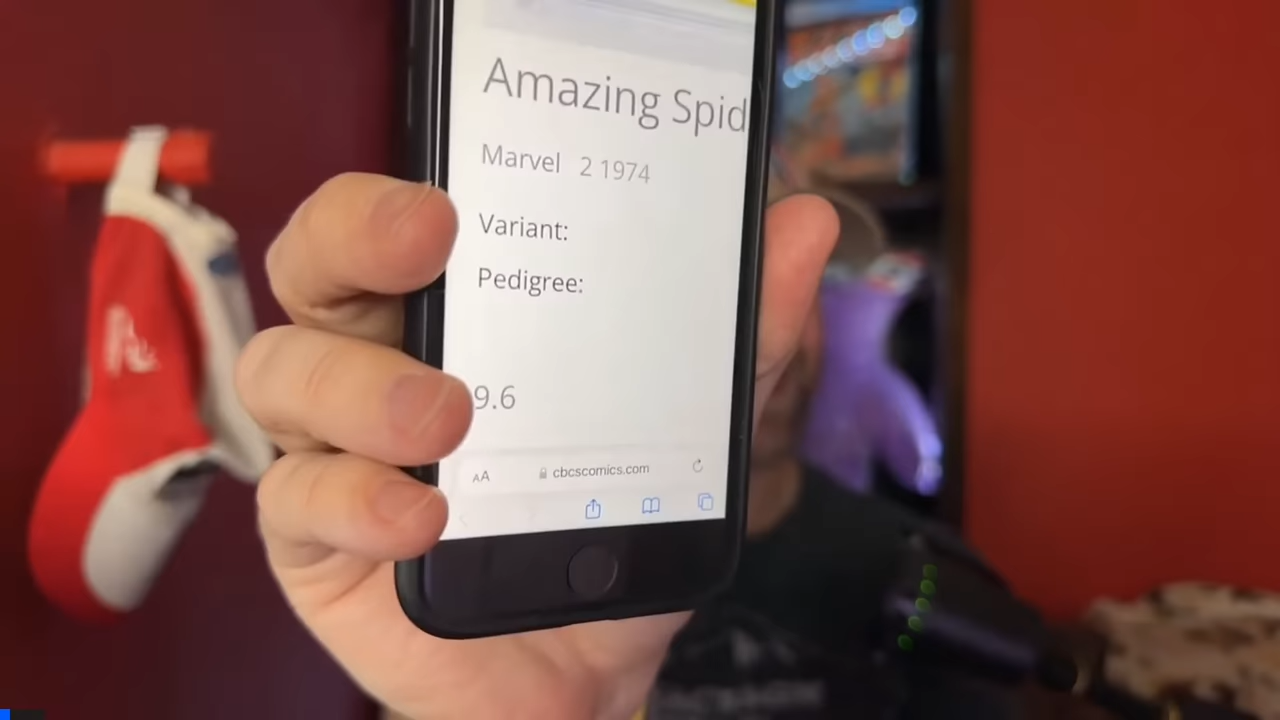 Amazing Spid
Marvel 2 1974
Variant:
Pedigree:
9.6
AA cbcscomics.com